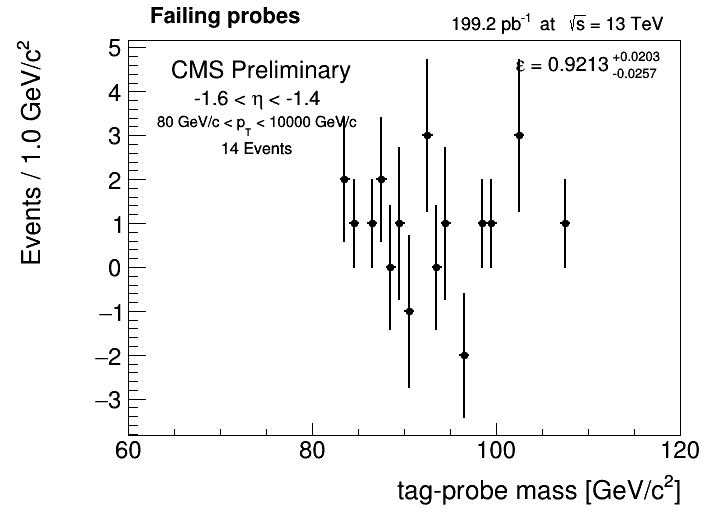 Failing probes
199.2 pb⁻¹ at √s = 13 TeV
CMS Preliminary
-1.6 < η < -1.4
80 GeV/c < p_T < 10000 GeV/c
14 Events
ε = 0.9213 +0.0203 -0.0257
Events / 1.0 GeV/c²
5
4
3
2
1
0
−1
−2
−3
60 80 100 120
tag-probe mass [GeV/c²]